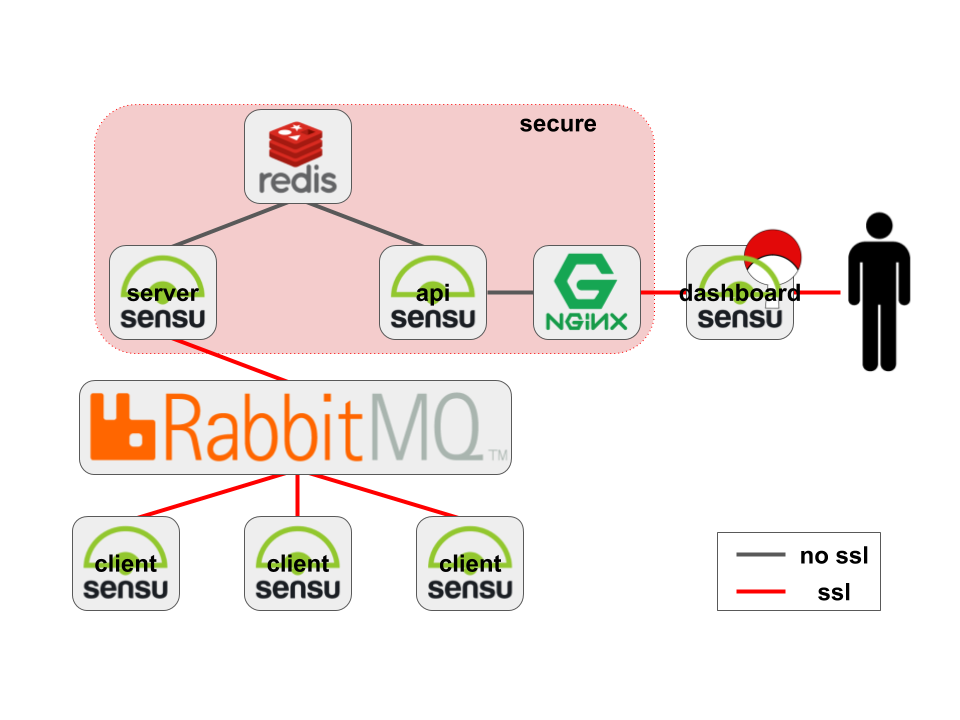 secure
redis
server
sensu
api
sensu
NGiNX
dashboard
sensu
RabbitMQ™
client
sensu
client
sensu
client
sensu
no ssl
ssl